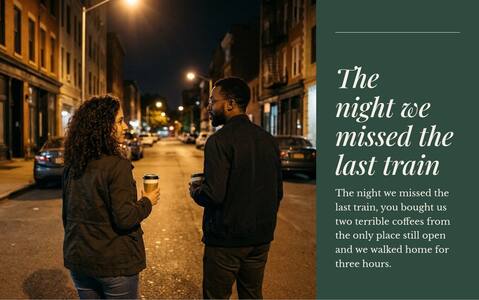 The
night we
missed the
last train
The night we missed the
last train, you bought us
two terrible coffees from
the only place still open
and we walked home for
three hours.